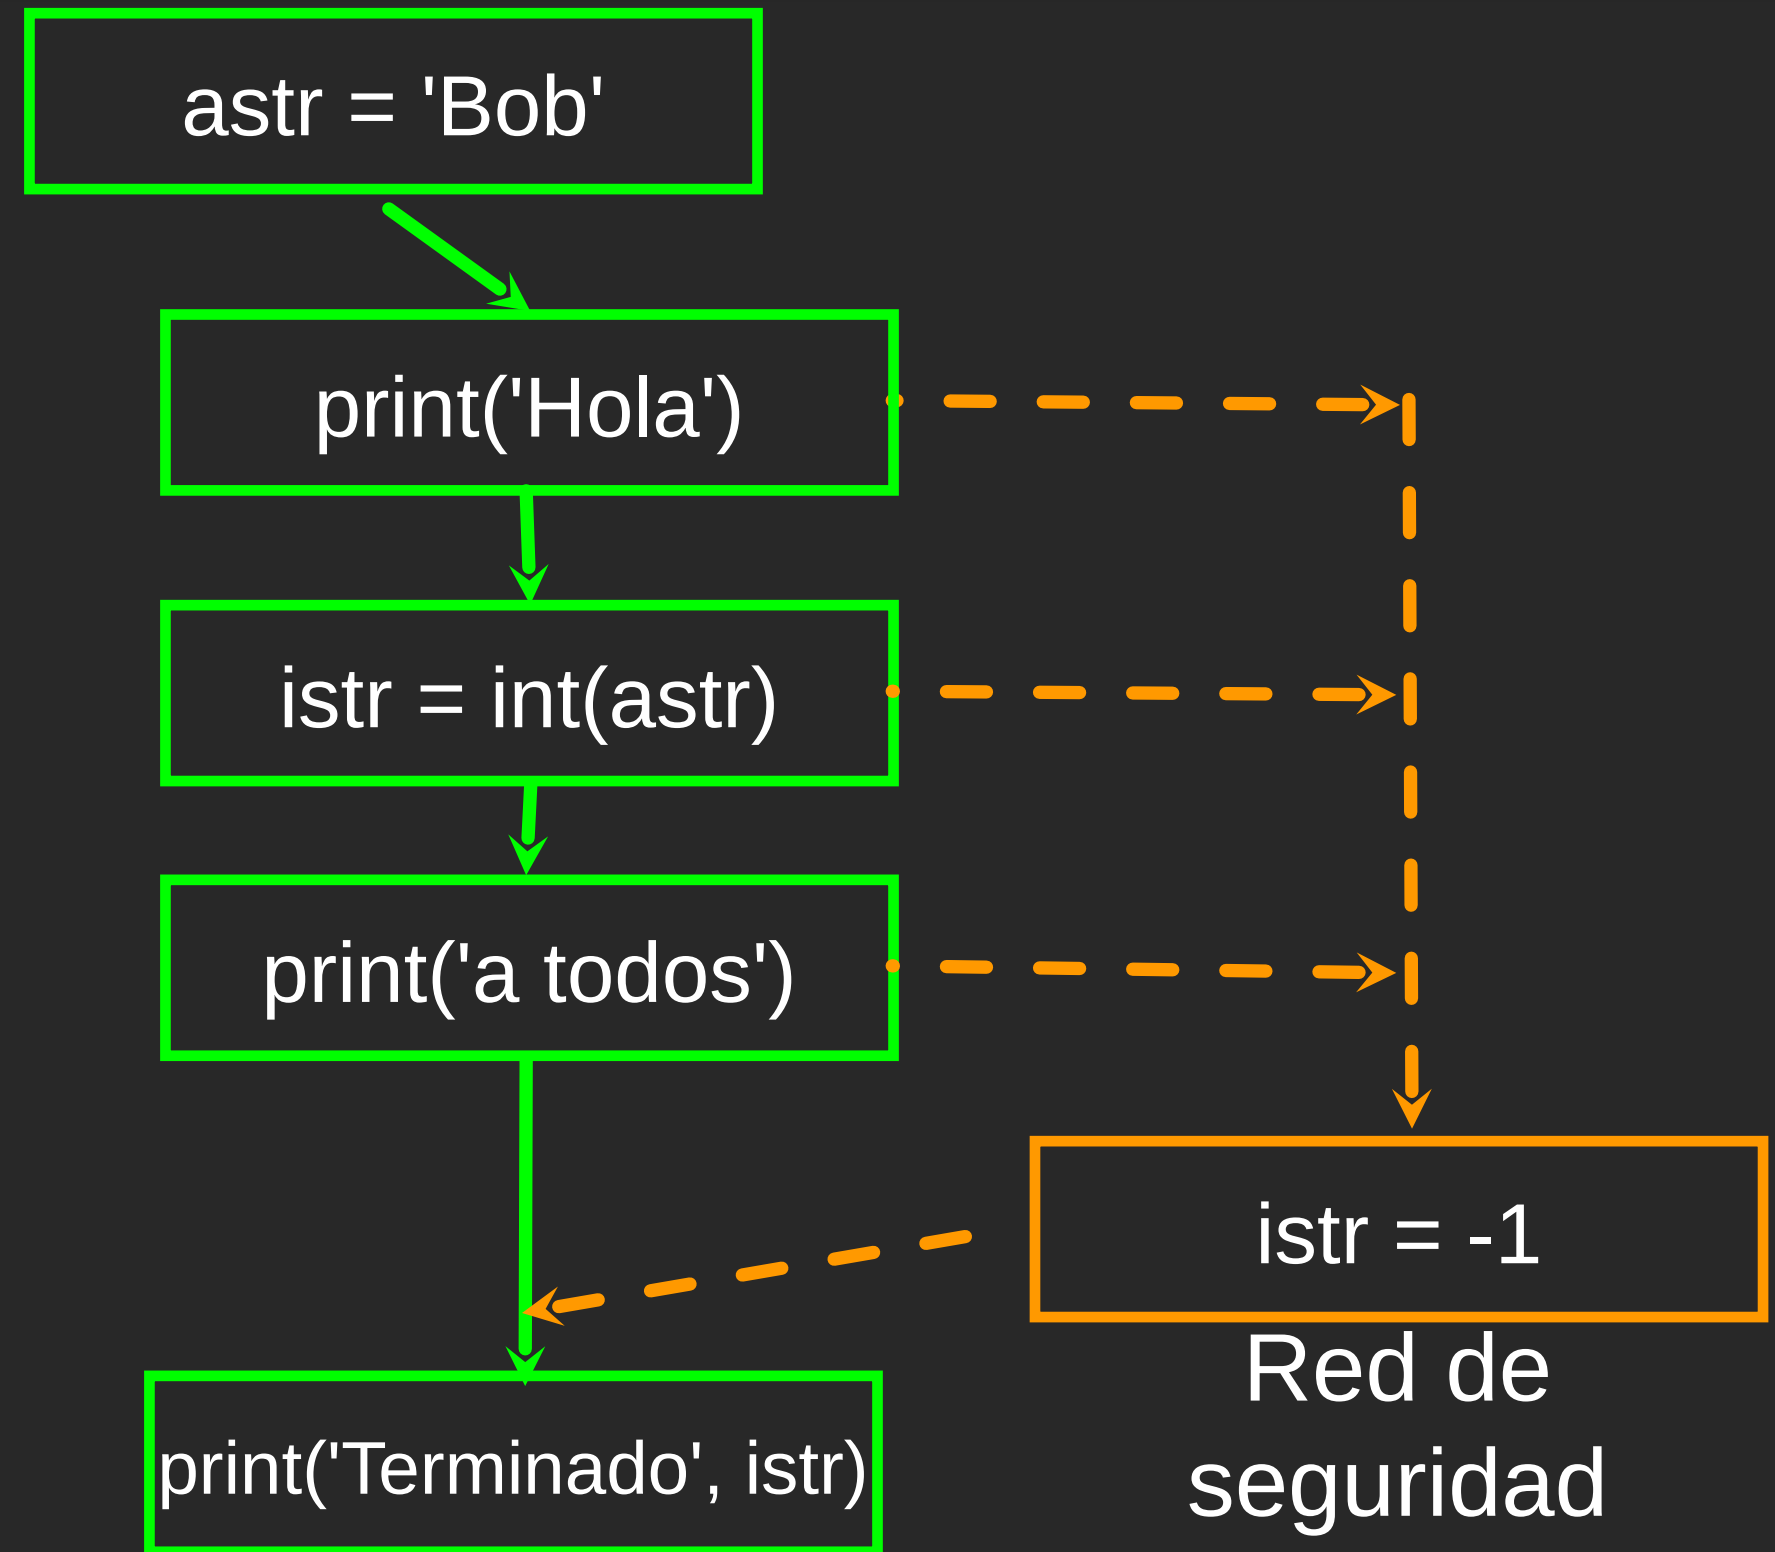 astr = 'Bob'
print('Hola')
istr = int(astr)
print('a todos')
istr = -1
Red de
seguridad
print('Terminado', istr)